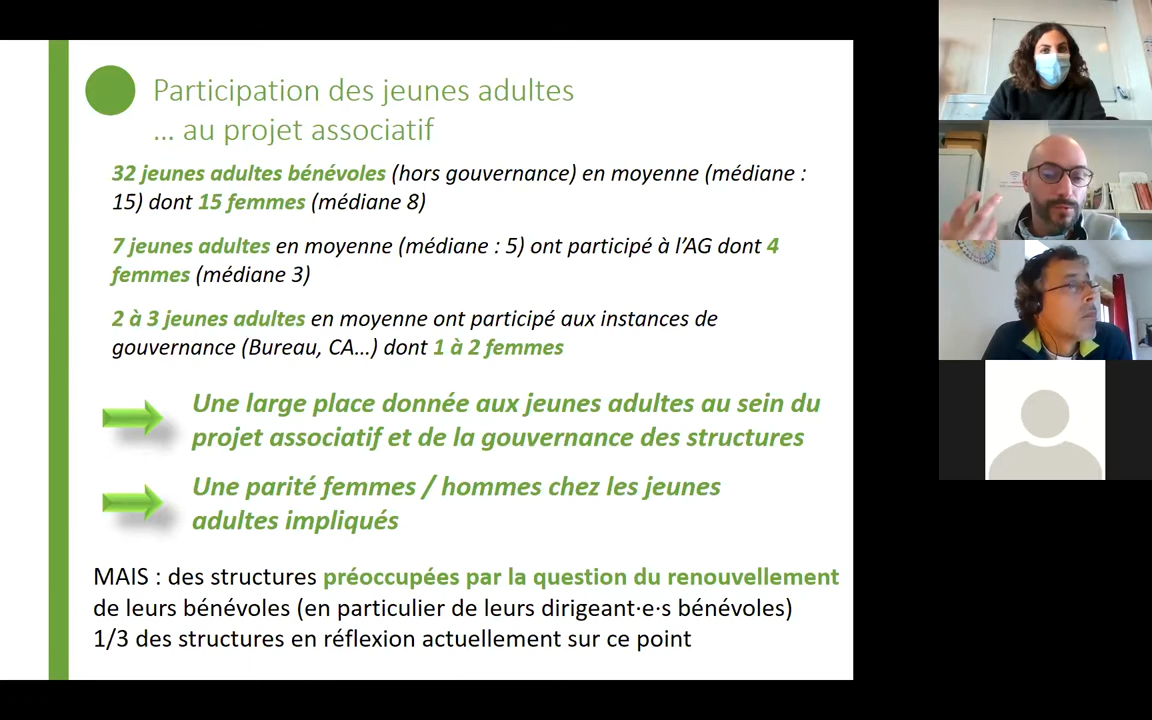 Participation des jeunes adultes
… au projet associatif
32 jeunes adultes bénévoles (hors gouvernance) en moyenne (médiane :
15) dont 15 femmes (médiane 8)
7 jeunes adultes en moyenne (médiane : 5) ont participé à l’AG dont 4
femmes (médiane 3)
2 à 3 jeunes adultes en moyenne ont participé aux instances de
gouvernance (Bureau, CA…) dont 1 à 2 femmes
Une large place donnée aux jeunes adultes au sein du
projet associatif et de la gouvernance des structures
Une parité femmes / hommes chez les jeunes
adultes impliqués
MAIS : des structures préoccupées par la question du renouvellement
de leurs bénévoles (en particulier de leurs dirigeant·e·s bénévoles)
1/3 des structures en réflexion actuellement sur ce point